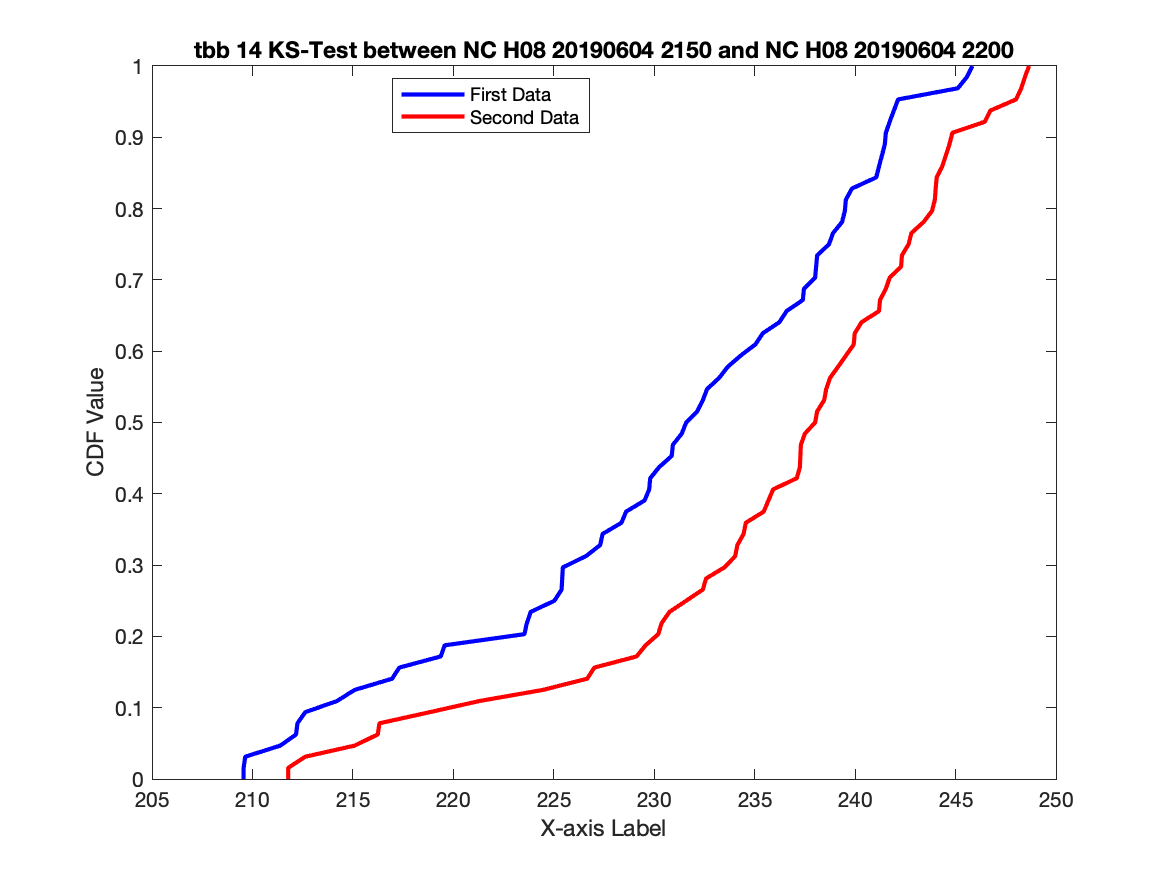 tbb 14 KS-Test between NC H08 20190604 2150 and NC H08 20190604 2200
First Data
Second Data
1
0.9
0.8
0.7
0.6
0.5
0.4
0.3
0.2
0.1
0
CDF Value
205 210 215 220 225 230 235 240 245 250
X-axis Label